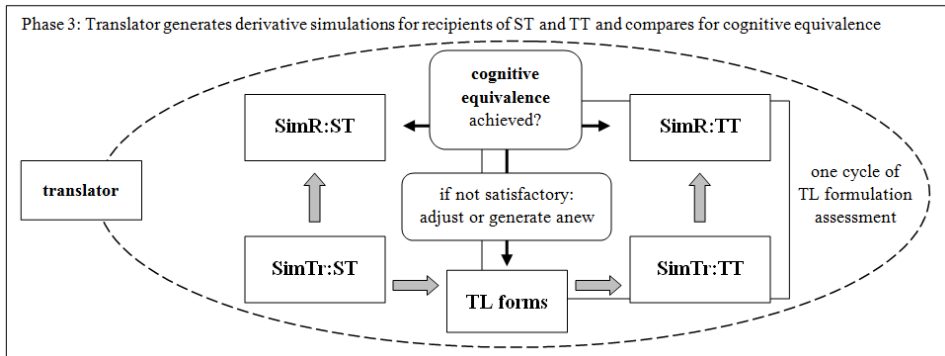 Phase 3: Translator generates derivative simulations for recipients of ST and TT and compares for cognitive equivalence
cognitive
equivalence
achieved?
SimR:ST
SimR:TT
translator
if not satisfactory:
adjust or generate anew
one cycle of
TL formulation
assessment
SimTr:ST
SimTr:TT
TL forms